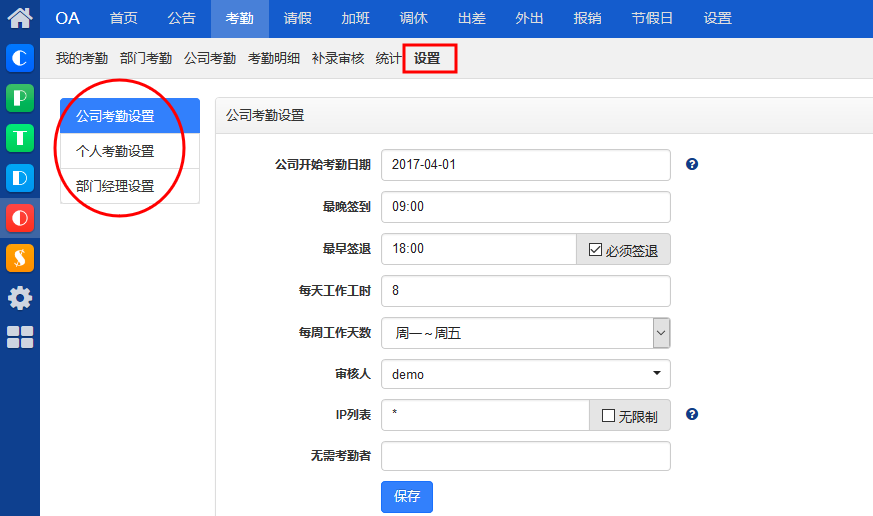 OA 首页 公告 考勤 请假 加班 调休 出差 外出 报销 节假日 设置
我的考勤 部门考勤 公司考勤 考勤明细 补录审核 统计 设置
公司考勤设置
个人考勤设置
部门经理设置
公司考勤设置
公司开始考勤日期 2017-04-01
最晚签到 09:00
最早签退 18:00 必须签退
每天工作工时 8
每周工作天数 周一～周五
审核人 demo
IP列表 * 无限制
无需考勤者
保存
C
P
T
D
O
S